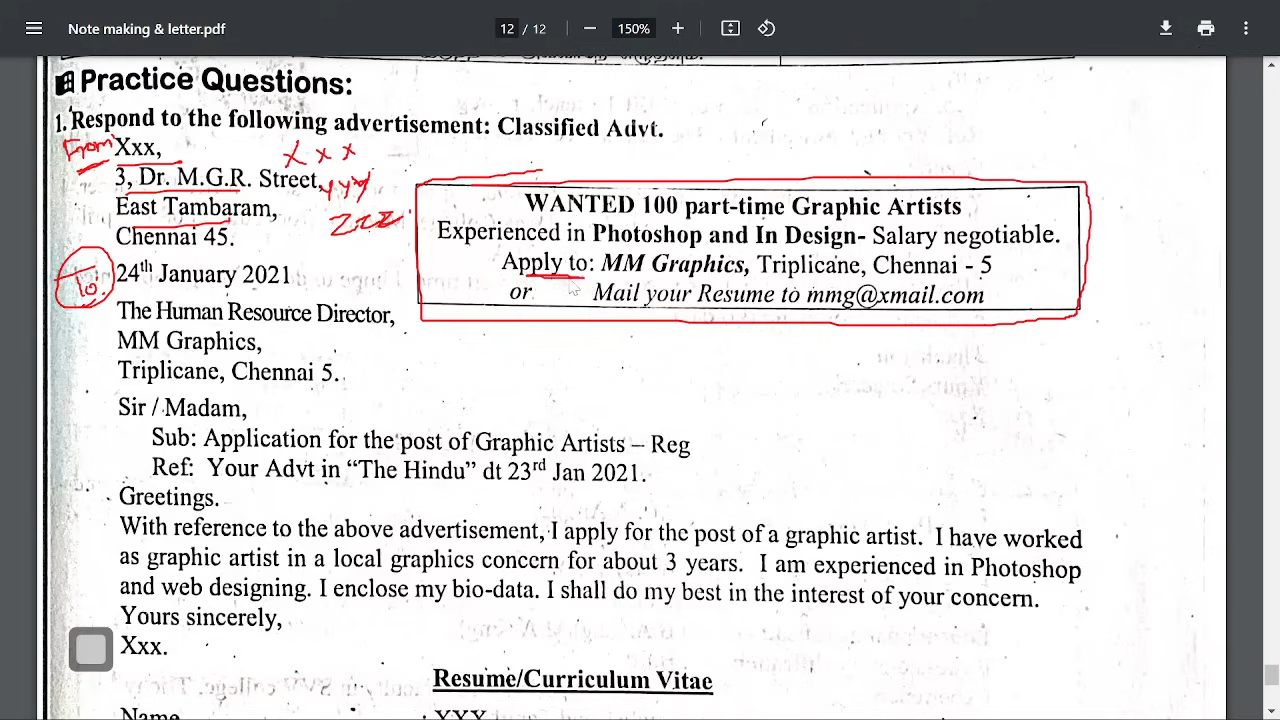 Note making & letter.pdf
12 / 12
150%
Practice Questions:
1. Respond to the following advertisement: Classified Advt.
From Xxx,
X x x
3, Dr. M.G.R. Street,
yyy
East Tambaram,
zzz
Chennai 45.
WANTED 100 part-time Graphic Artists
Experienced in Photoshop and In Design- Salary negotiable.
Apply to: MM Graphics, Triplicane, Chennai - 5
or Mail your Resume to mmg@xmail.com
To
24th January 2021
The Human Resource Director,
MM Graphics,
Triplicane, Chennai 5.
Sir / Madam,
Sub: Application for the post of Graphic Artists – Reg
Ref: Your Advt in “The Hindu” dt 23rd Jan 2021.
Greetings.
With reference to the above advertisement, I apply for the post of a graphic artist. I have worked
as graphic artist in a local graphics concern for about 3 years. I am experienced in Photoshop
and web designing. I enclose my bio-data. I shall do my best in the interest of your concern.
Yours sincerely,
Xxx.
Resume/Curriculum Vitae
Name : XXX